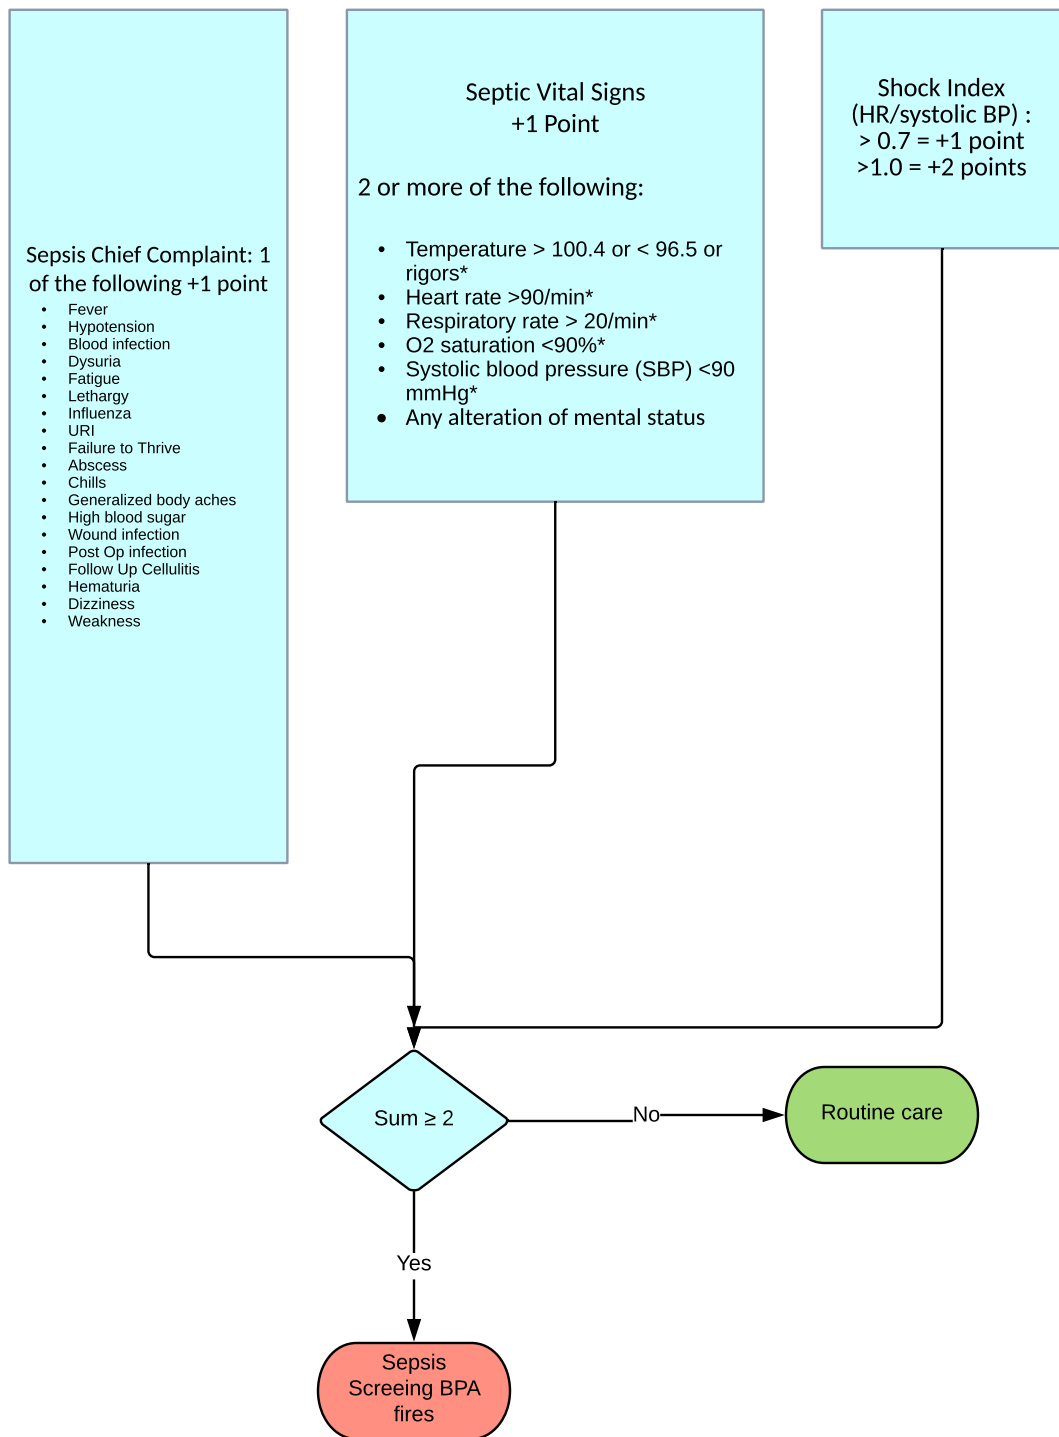 Sepsis Chief Complaint: 1
of the following +1 point
• Fever
• Hypotension
• Blood infection
• Dysuria
• Fatigue
• Lethargy
• Influenza
• URI
• Failure to Thrive
• Abscess
• Chills
• Generalized body aches
• High blood sugar
• Wound infection
• Post Op infection
• Follow Up Cellulitis
• Hematuria
• Dizziness
• Weakness
Septic Vital Signs
+1 Point
2 or more of the following:
• Temperature > 100.4 or < 96.5 or
rigors*
• Heart rate >90/min*
• Respiratory rate > 20/min*
• O2 saturation <90%*
• Systolic blood pressure (SBP) <90
mmHg*
• Any alteration of mental status
Shock Index
(HR/systolic BP) :
> 0.7 = +1 point
>1.0 = +2 points
Sum ≥ 2
No
Routine care
Yes
Sepsis
Screeing BPA
fires